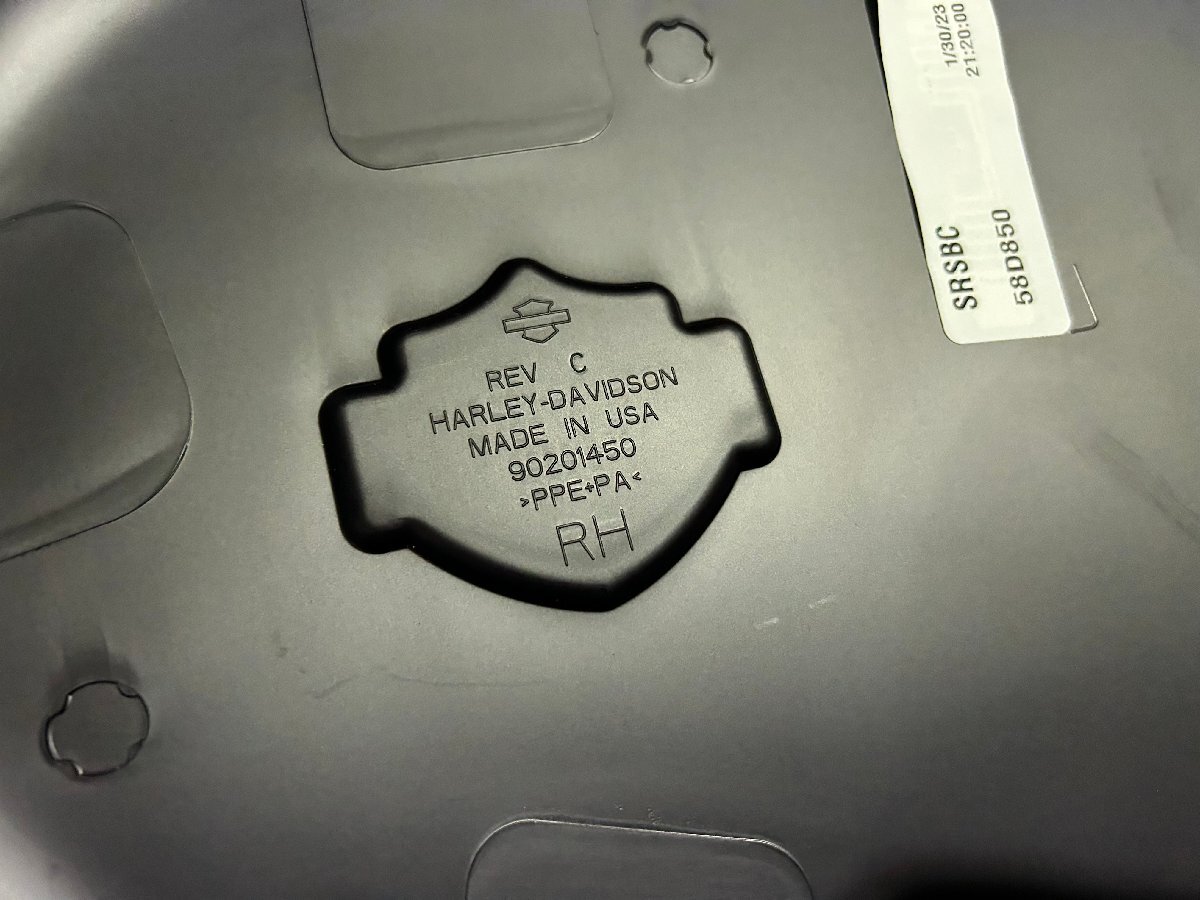 REV C
HARLEY-DAVIDSON
MADE IN USA
90201450
>PPE+PA<
RH
1/30/23
21:20:00
SRSBC
58D850